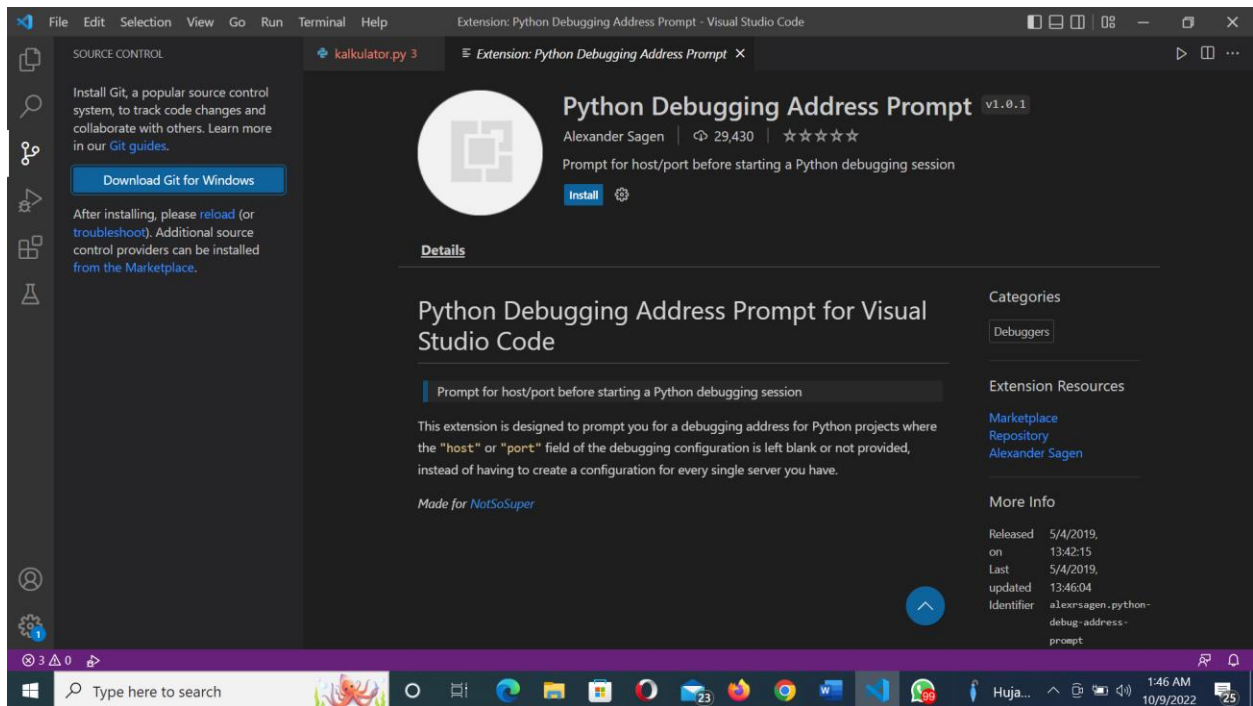 File Edit Selection View Go Run Terminal Help
Extension: Python Debugging Address Prompt - Visual Studio Code
SOURCE CONTROL
Install Git, a popular source control
system, to track code changes and
collaborate with others. Learn more
in our Git guides.
Download Git for Windows
After installing, please reload (or
troubleshoot). Additional source
control providers can be installed
from the Marketplace.
kalkulator.py 3
Extension: Python Debugging Address Prompt
Python Debugging Address Prompt v1.0.1
Alexander Sagen 29,430
Prompt for host/port before starting a Python debugging session
Install
Details
Python Debugging Address Prompt for Visual
Studio Code
Prompt for host/port before starting a Python debugging session
This extension is designed to prompt you for a debugging address for Python projects where
the "host" or "port" field of the debugging configuration is left blank or not provided,
instead of having to create a configuration for every single server you have.
Made for NotSoSuper
Categories
Debuggers
Extension Resources
Marketplace
Repository
Alexander Sagen
More Info
Released on 5/4/2019, 13:42:15
Last updated 5/4/2019, 13:46:04
Identifier alexrsagen.python-debug-address-prompt
1
3 0
Type here to search
23
W
99
Huja...
1:46 AM
10/9/2022
25